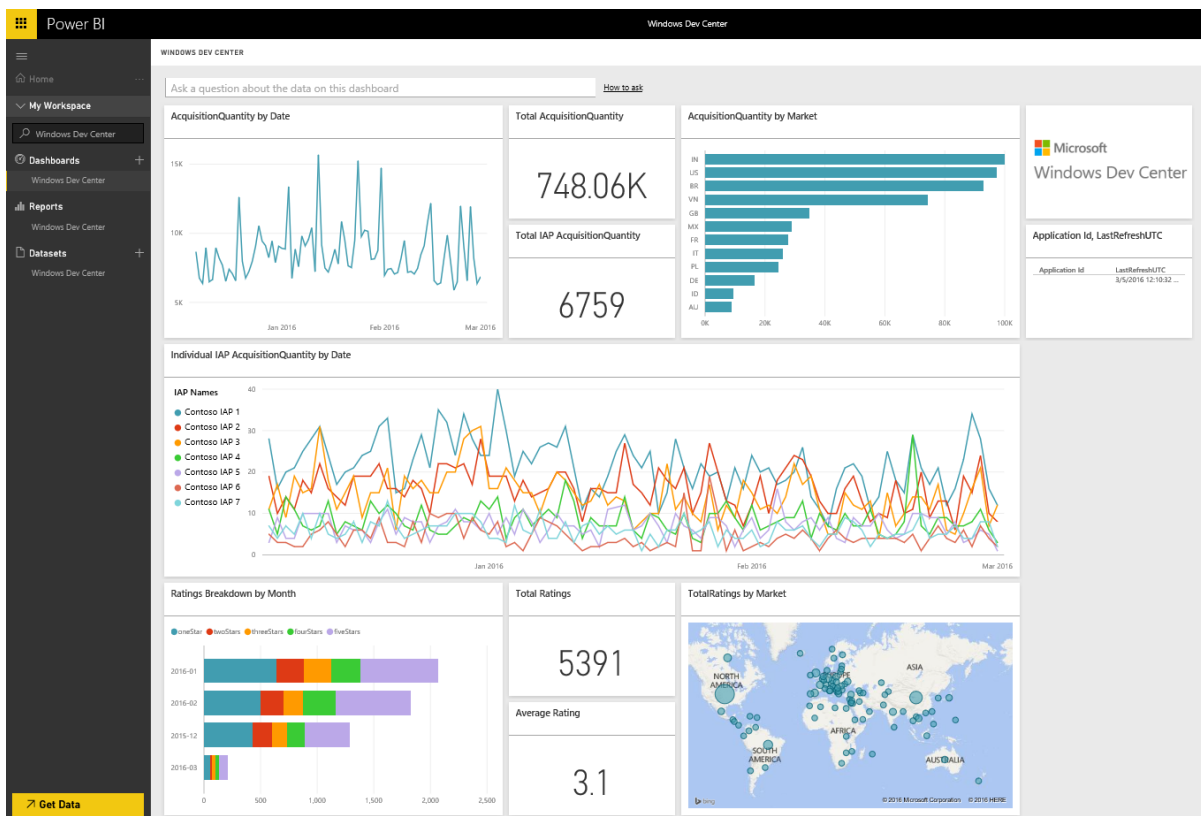 Power BI
Windows Dev Center
WINDOWS DEV CENTER
Home
My Workspace
Windows Dev Center
Dashboards
Windows Dev Center
Reports
Windows Dev Center
Datasets
Windows Dev Center
Get Data
Ask a question about the data on this dashboard
How to ask
AcquisitionQuantity by Date
15K
10K
5K
Jan 2016 Feb 2016 Mar 2016
Total AcquisitionQuantity
748.06K
Total IAP AcquisitionQuantity
6759
AcquisitionQuantity by Market
IN
US
BR
VN
GB
MX
FR
IT
PL
DE
ID
AU
0K 20K 40K 60K 80K 100K
Microsoft
Windows Dev Center
Application Id, LastRefreshUTC
Application Id LastRefreshUTC
3/5/2016 12:10:32 ...
Individual IAP AcquisitionQuantity by Date
IAP Names
Contoso IAP 1
Contoso IAP 2
Contoso IAP 3
Contoso IAP 4
Contoso IAP 5
Contoso IAP 6
Contoso IAP 7
40
30
20
10
0
Jan 2016 Feb 2016 Mar 2016
Ratings Breakdown by Month
oneStar twoStars threeStars fourStars fiveStars
2016-01
2016-02
2015-12
2016-03
0 500 1,000 1,500 2,000 2,500
Total Ratings
5391
Average Rating
3.1
TotalRatings by Market
NORTH
AMERICA
ASIA
AFRICA
SOUTH
AMERICA
AUSTRALIA
bing
© 2016 Microsoft Corporation © 2016 HERE